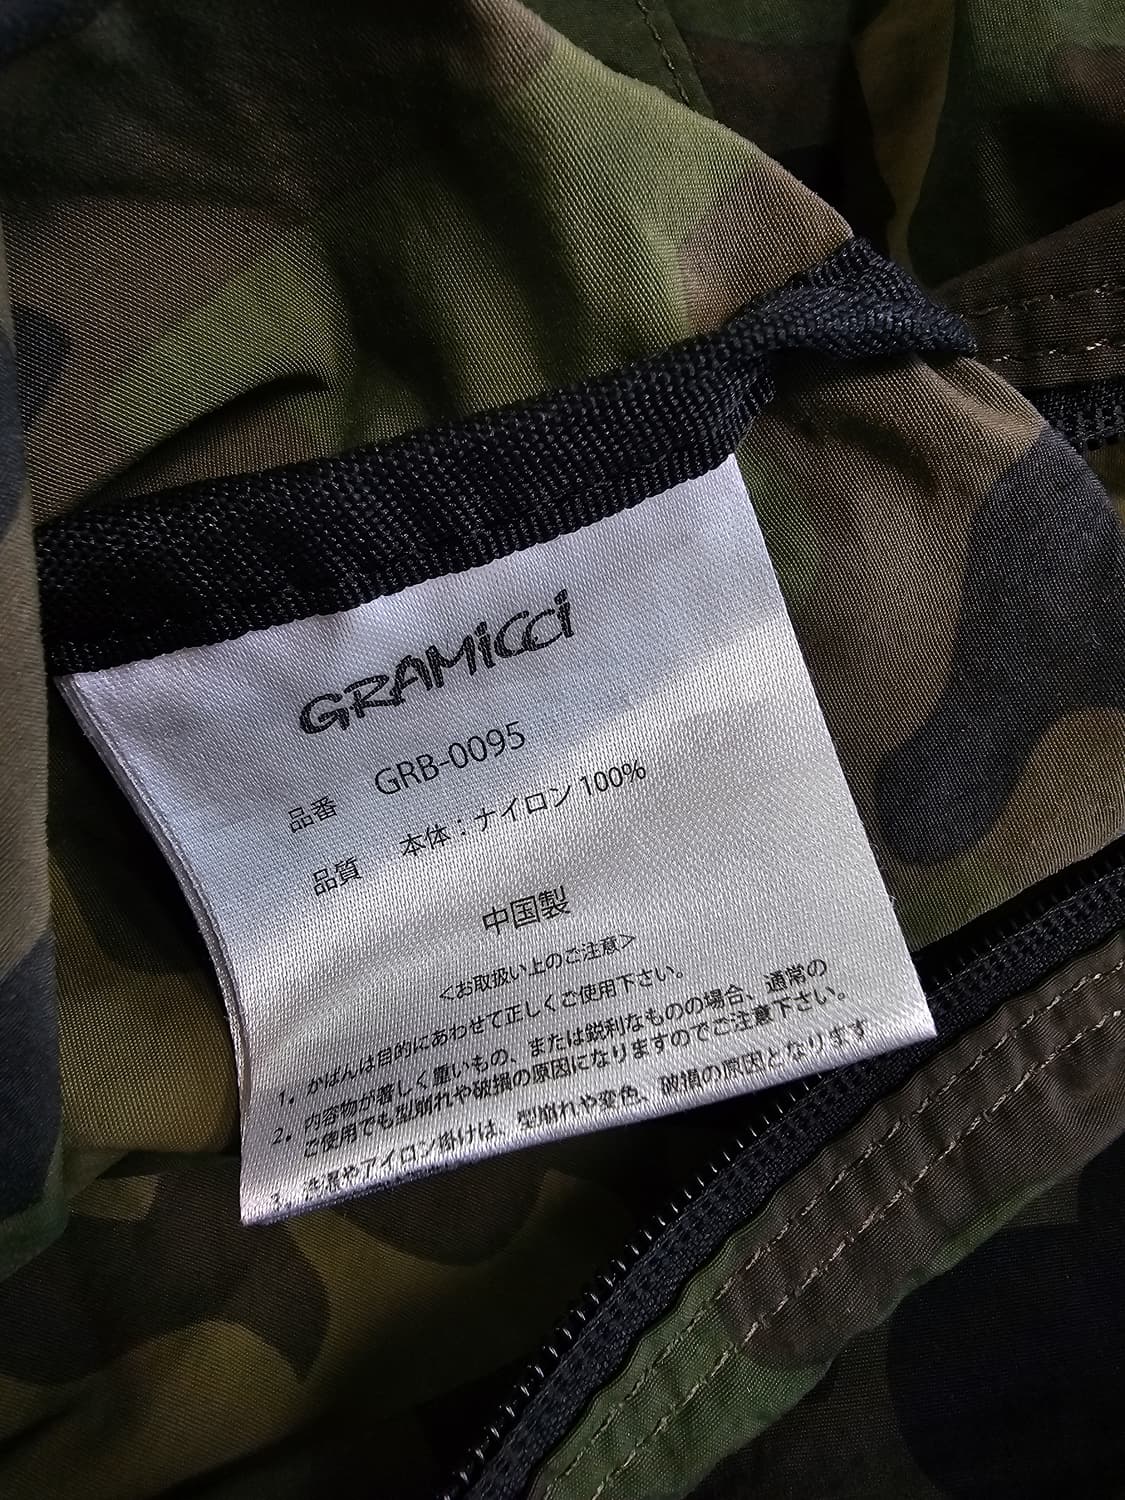 GRAMiCCi
品番 GRB-0095
品質 本体：ナイロン 100%
中国製
＜お取扱い上のご注意＞
1. かばんは目的にあわせて正しくご使用下さい。
2. 内容物が著しく重いもの、または鋭利なものの場合、通常の
ご使用でも型崩れや破損の原因になりますのでご注意下さい。
3. 洗濯やアイロン掛けは、型崩れや変色、破損の原因となります